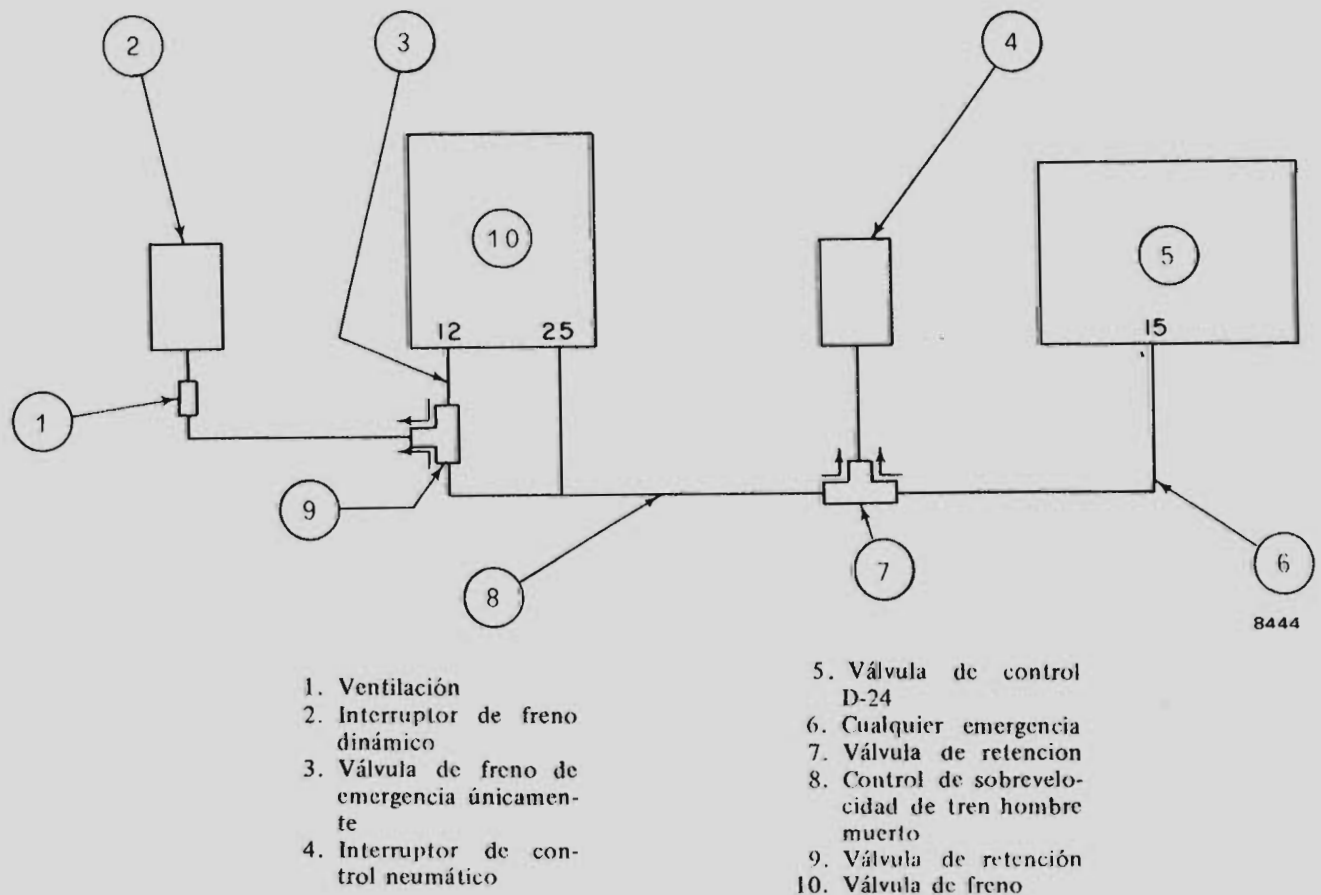 2
3
4
10
5
12
25
15
1
9
7
6
8
8444
1. Ventilación
2. Interruptor de freno
dinámico
3. Válvula de freno de
emergencia únicamen-
te
4. Interruptor de con-
trol neumático
5. Válvula de control
D-24
6. Cualquier emergencia
7. Válvula de retencion
8. Control de sobrevelo-
cidad de tren hombre
muerto
9. Válvula de retención
10. Válvula de freno